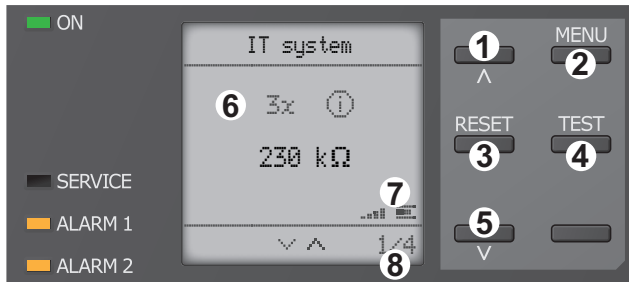 ON
IT system
MENU
1
2
∧
6
3x
i
RESET
TEST
3
4
230 kΩ
SERVICE
7
ALARM 1
5
1/4
∨
8
ALARM 2